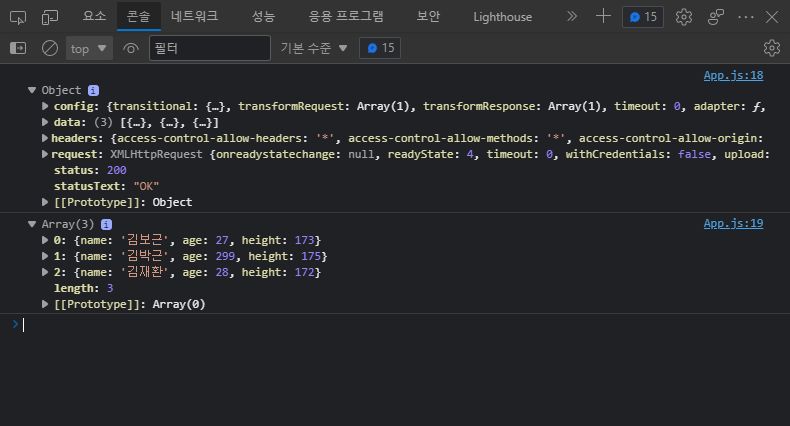 요소 콘솔 네트워크 성능 응용 프로그램 보안 Lighthouse 15
top 필터 기본 수준 15
App.js:18
Object
config: {transitional: {…}, transformRequest: Array(1), transformResponse: Array(1), timeout: 0, adapter: ƒ,
data: (3) [{…}, {…}, {…}]
headers: {access-control-allow-headers: '*', access-control-allow-methods: '*', access-control-allow-origin:
request: XMLHttpRequest {onreadystatechange: null, readyState: 4, timeout: 0, withCredentials: false, upload:
status: 200
statusText: "OK"
[[Prototype]]: Object
Array(3) App.js:19
0: {name: '김보근', age: 27, height: 173}
1: {name: '김박근', age: 299, height: 175}
2: {name: '김재환', age: 28, height: 172}
length: 3
[[Prototype]]: Array(0)